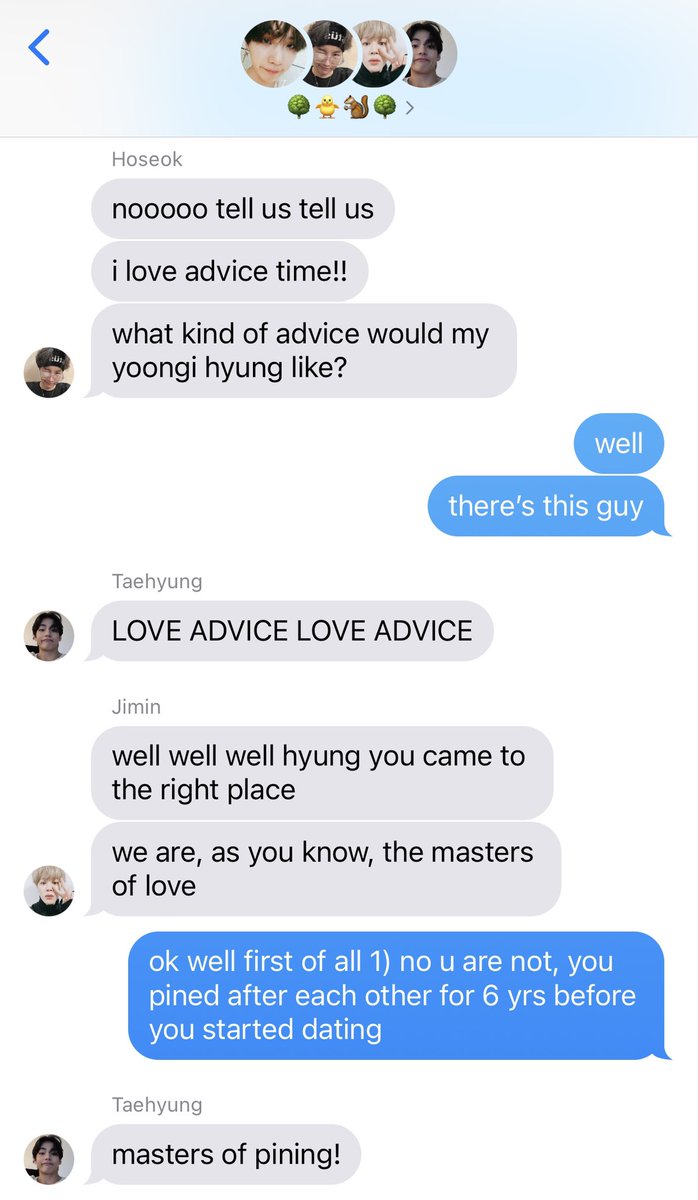 🌳🐥🐿️🌳
Hoseok
nooooo tell us tell us
i love advice time!!
what kind of advice would my
yoongi hyung like?
well
there’s this guy
Taehyung
LOVE ADVICE LOVE ADVICE
Jimin
well well well hyung you came to
the right place
we are, as you know, the masters
of love
ok well first of all 1) no u are not, you
pined after each other for 6 yrs before
you started dating
Taehyung
masters of pining!